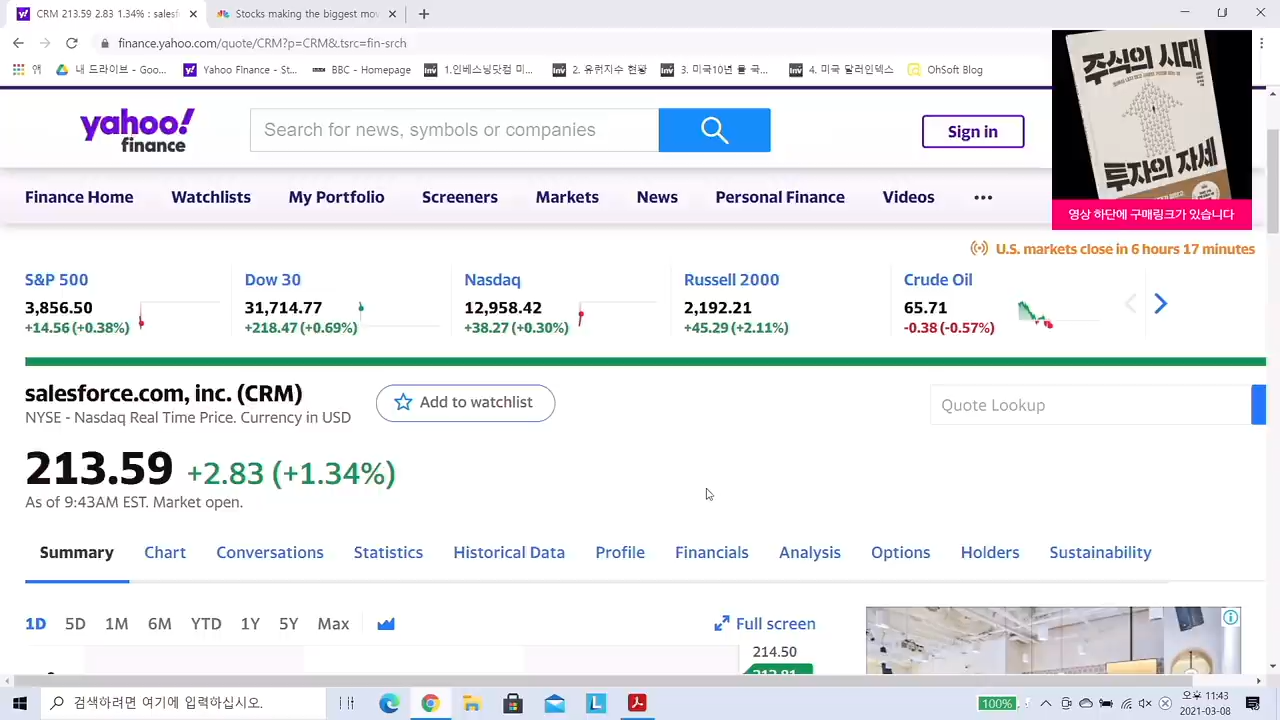 CRM 213.59 2.83 1.34% : salesf
Stocks making the biggest mov
finance.yahoo.com/quote/CRM?p=CRM&.tsrc=fin-srch
앱
내 드라이브 - Goo...
Yahoo Finance - St...
BBC - Homepage
1.인베스팅닷컴 미...
2. 유럽지수 현황
3. 미국10년 물 국...
4. 미국 달러인덱스
OhSoft Blog
주식의 시대
투자의 자세
영상 하단에 구매링크가 있습니다
yahoo!
finance
Search for news, symbols or companies
Sign in
Finance Home
Watchlists
My Portfolio
Screeners
Markets
News
Personal Finance
Videos
...
U.S. markets close in 6 hours 17 minutes
S&P 500
3,856.50
+14.56 (+0.38%)
Dow 30
31,714.77
+218.47 (+0.69%)
Nasdaq
12,958.42
+38.27 (+0.30%)
Russell 2000
2,192.21
+45.29 (+2.11%)
Crude Oil
65.71
-0.38 (-0.57%)
salesforce.com, inc. (CRM)
NYSE - Nasdaq Real Time Price. Currency in USD
Add to watchlist
Quote Lookup
213.59 +2.83 (+1.34%)
As of 9:43AM EST. Market open.
Summary
Chart
Conversations
Statistics
Historical Data
Profile
Financials
Analysis
Options
Holders
Sustainability
1D
5D
1M
6M
YTD
1Y
5Y
Max
Full screen
214.50
검색하려면 여기에 입력하십시오.
100%
오후 11:43
2021-03-08